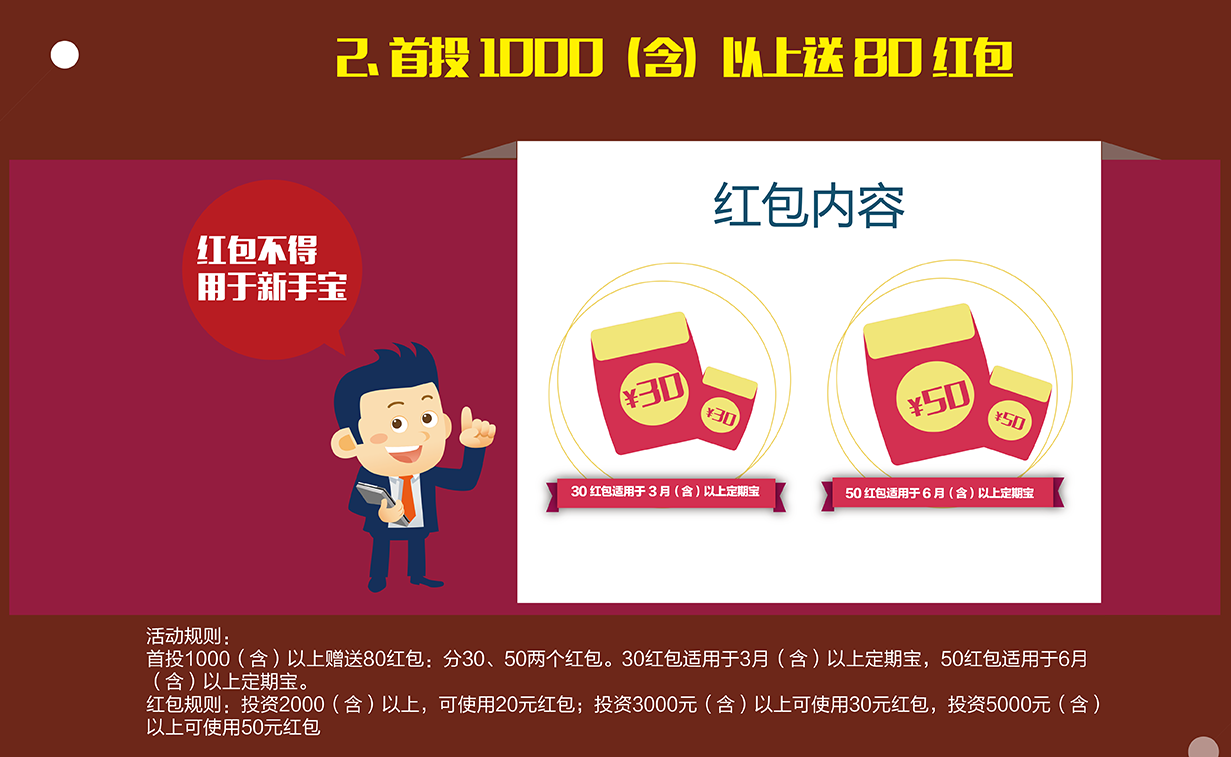 2、首投1000（含）以上送80红包
红包不得
用于新手宝
红包内容
¥30
¥30
¥50
¥50
30 红包适用于 3 月（含）以上定期宝
50 红包适用于 6 月（含）以上定期宝
活动规则：
首投1000（含）以上赠送80红包：分30、50两个红包。30红包适用于3月（含）以上定期宝，50红包适用于6月
（含）以上定期宝。
红包规则：投资2000（含）以上，可使用20元红包；投资3000元（含）以上可使用30元红包，投资5000元（含）
以上可使用50元红包